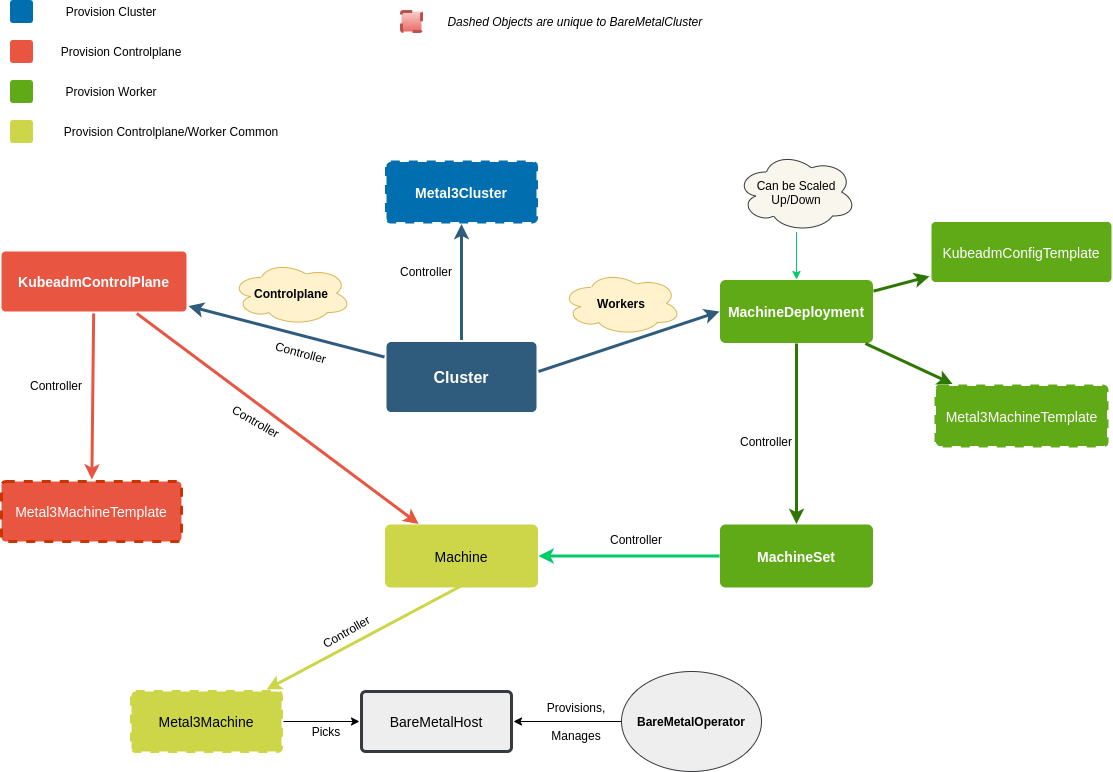 Provision Cluster
Dashed Objects are unique to BareMetalCluster
Provision Controlplane
Provision Worker
Provision Controlplane/Worker Common
Metal3Cluster
Can be Scaled
Up/Down
KubeadmConfigTemplate
KubeadmControlPlane
Controlplane
Controller
Workers
MachineDeployment
Controller
Cluster
Controller
Controller
Metal3MachineTemplate
Controller
Metal3MachineTemplate
Machine
Controller
MachineSet
Controller
Metal3Machine
Picks
BareMetalHost
Provisions,
Manages
BareMetalOperator